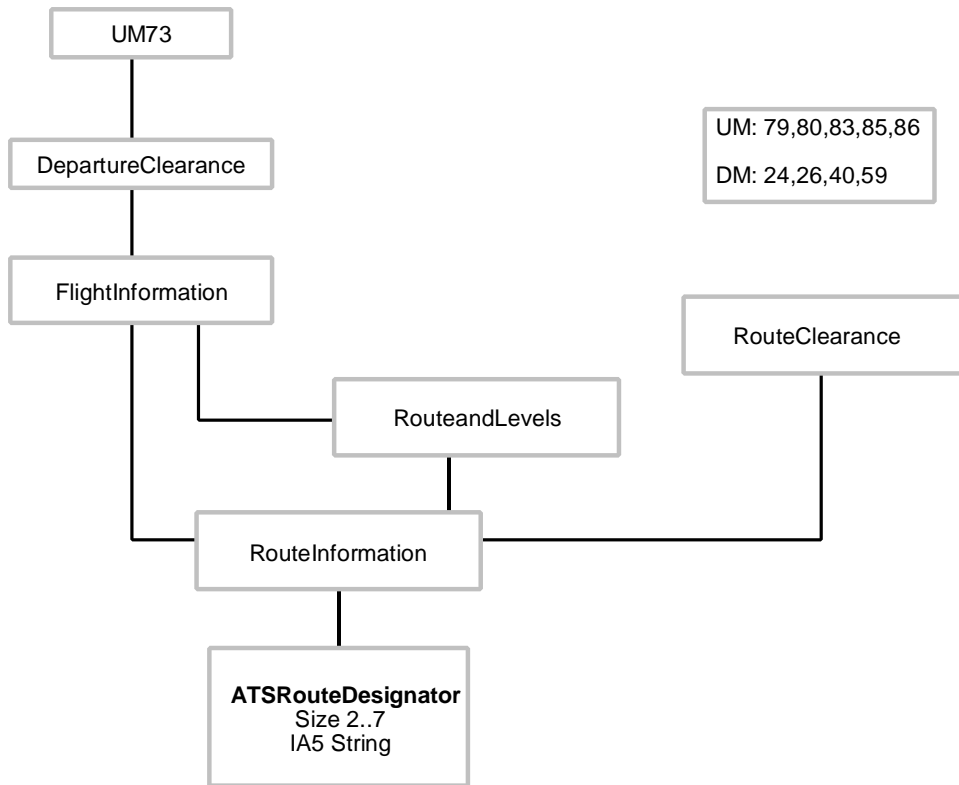 UM73
DepartureClearance
UM: 79,80,83,85,86
DM: 24,26,40,59
FlightInformation
RouteClearance
RouteandLevels
RouteInformation
ATSRouteDesignator
Size 2..7
IA5 String